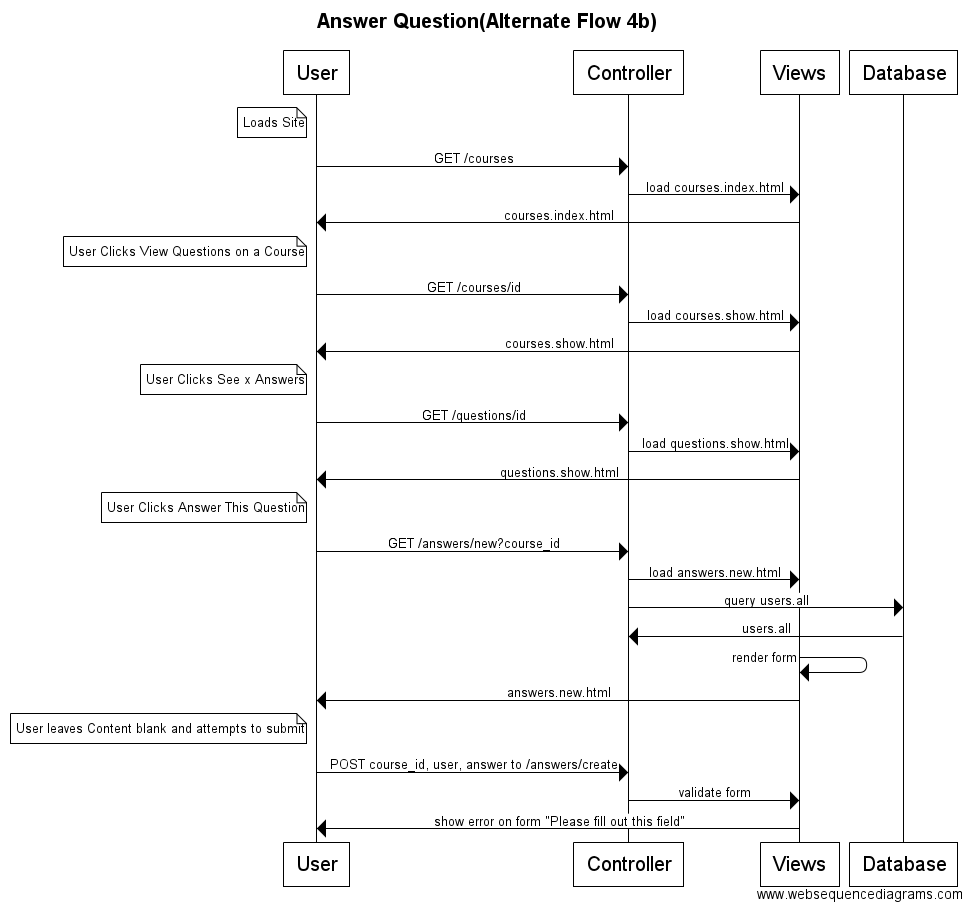 Answer Question(Alternate Flow 4b)
User
Controller
Views
Database
Loads Site
GET /courses
load courses.index.html
courses.index.html
User Clicks View Questions on a Course
GET /courses/id
load courses.show.html
courses.show.html
User Clicks See x Answers
GET /questions/id
load questions.show.html
questions.show.html
User Clicks Answer This Question
GET /answers/new?course_id
load answers.new.html
query users.all
users.all
render form
answers.new.html
User leaves Content blank and attempts to submit
POST course_id, user, answer to /answers/create
validate form
show error on form "Please fill out this field"
User
Controller
Views
Database
www.websequencediagrams.com